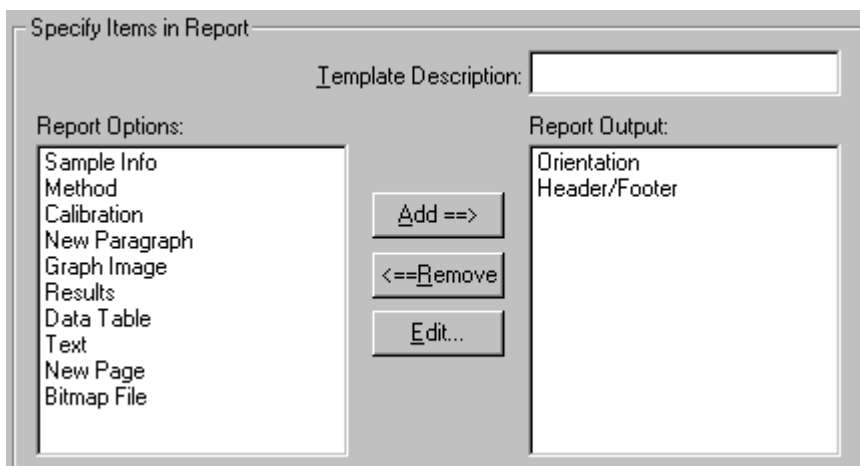 Specify Items in Report
Template Description:
Report Options:
Sample Info
Method
Calibration
New Paragraph
Graph Image
Results
Data Table
Text
New Page
Bitmap File
Add ==>
<==Remove
Edit...
Report Output:
Orientation
Header/Footer